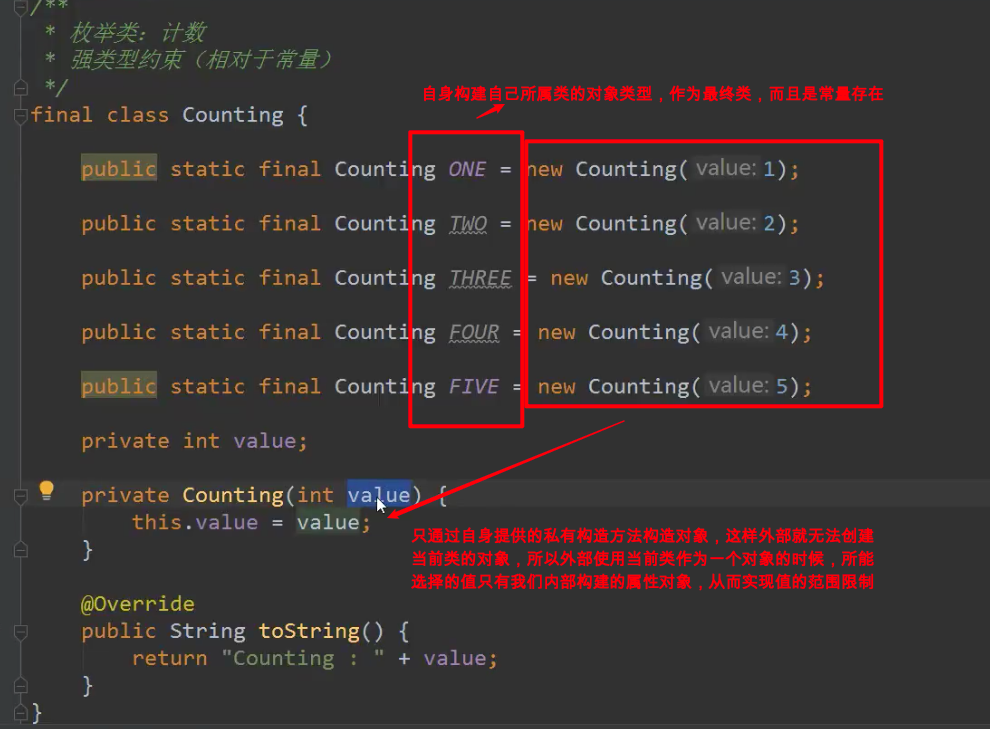 /**
* 枚举类：计数
* 强类型约束（相对于常量）
*/
自身构建自己所属类的对象类型，作为最终类，而且是常量存在
final class Counting {
public static final Counting ONE = new Counting( value: 1);
public static final Counting TWO = new Counting( value: 2);
public static final Counting THREE = new Counting( value: 3);
public static final Counting FOUR = new Counting( value: 4);
public static final Counting FIVE = new Counting( value: 5);
private int value;
private Counting(int value) {
this.value = value;
}
只通过自身提供的私有构造方法构造对象，这样外部就无法创建
当前类的对象，所以外部使用当前类作为一个对象的时候，所能
选择的值只有我们内部构建的属性对象，从而实现值的范围限制
@Override
public String toString() {
return "Counting : " + value;
}
}